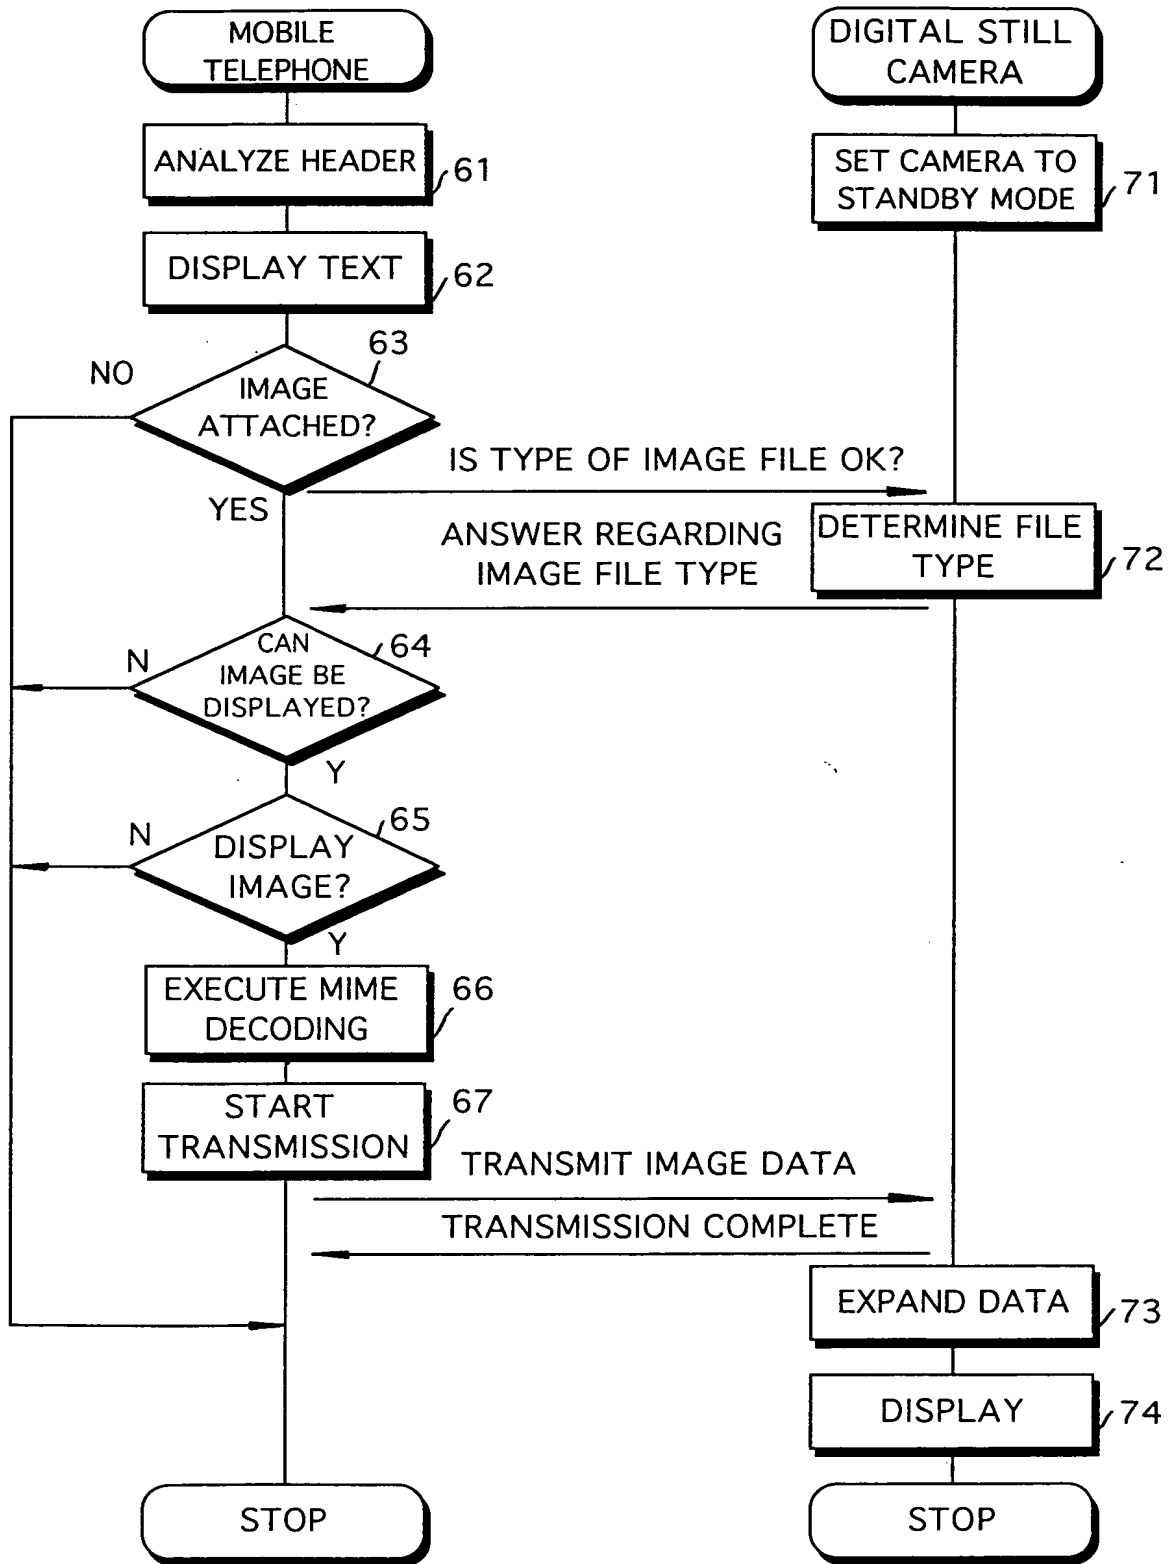 MOBILE
TELEPHONE
DIGITAL STILL
CAMERA
ANALYZE HEADER
61
SET CAMERA TO
STANDBY MODE
71
DISPLAY TEXT
62
63
NO
IMAGE
ATTACHED?
IS TYPE OF IMAGE FILE OK?
YES
DETERMINE FILE
TYPE
72
ANSWER REGARDING
IMAGE FILE TYPE
64
N
CAN
IMAGE BE
DISPLAYED?
Y
65
N
DISPLAY
IMAGE?
Y
EXECUTE MIME
DECODING
66
START
TRANSMISSION
67
TRANSMIT IMAGE DATA
TRANSMISSION COMPLETE
EXPAND DATA
73
DISPLAY
74
STOP
STOP